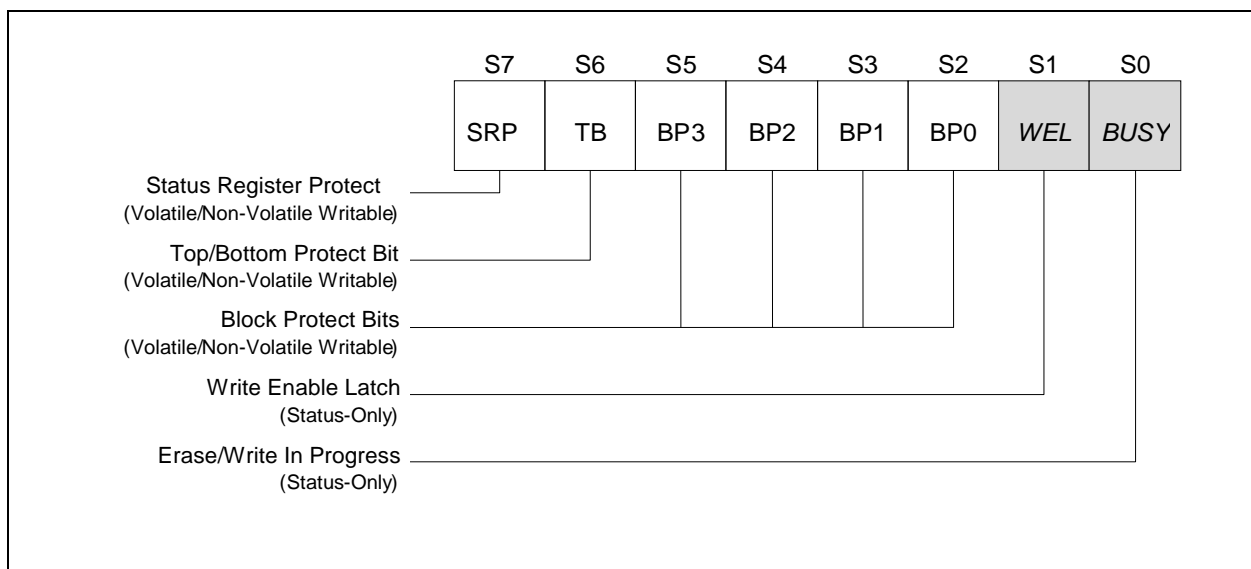 S7 S6 S5 S4 S3 S2 S1 S0
SRP TB BP3 BP2 BP1 BP0 WEL BUSY
Status Register Protect
(Volatile/Non-Volatile Writable)
Top/Bottom Protect Bit
(Volatile/Non-Volatile Writable)
Block Protect Bits
(Volatile/Non-Volatile Writable)
Write Enable Latch
(Status-Only)
Erase/Write In Progress
(Status-Only)